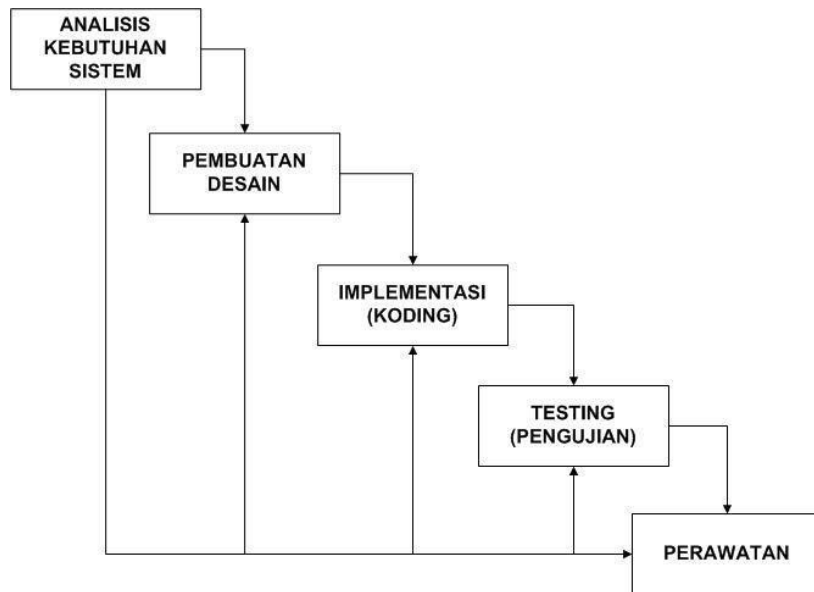 ANALISIS
KEBUTUHAN
SISTEM
PEMBUATAN
DESAIN
IMPLEMENTASI
(KODING)
TESTING
(PENGUJIAN)
PERAWATAN